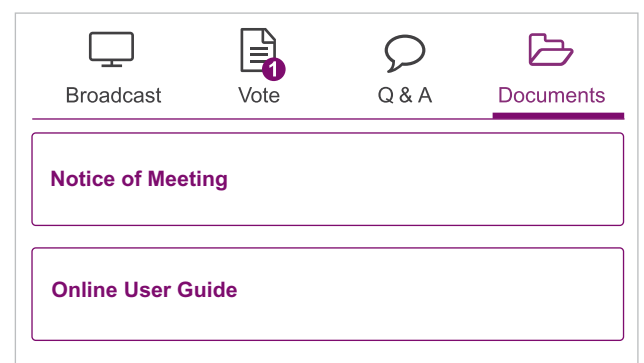 1
Broadcast Vote Q & A Documents
Notice of Meeting
Online User Guide